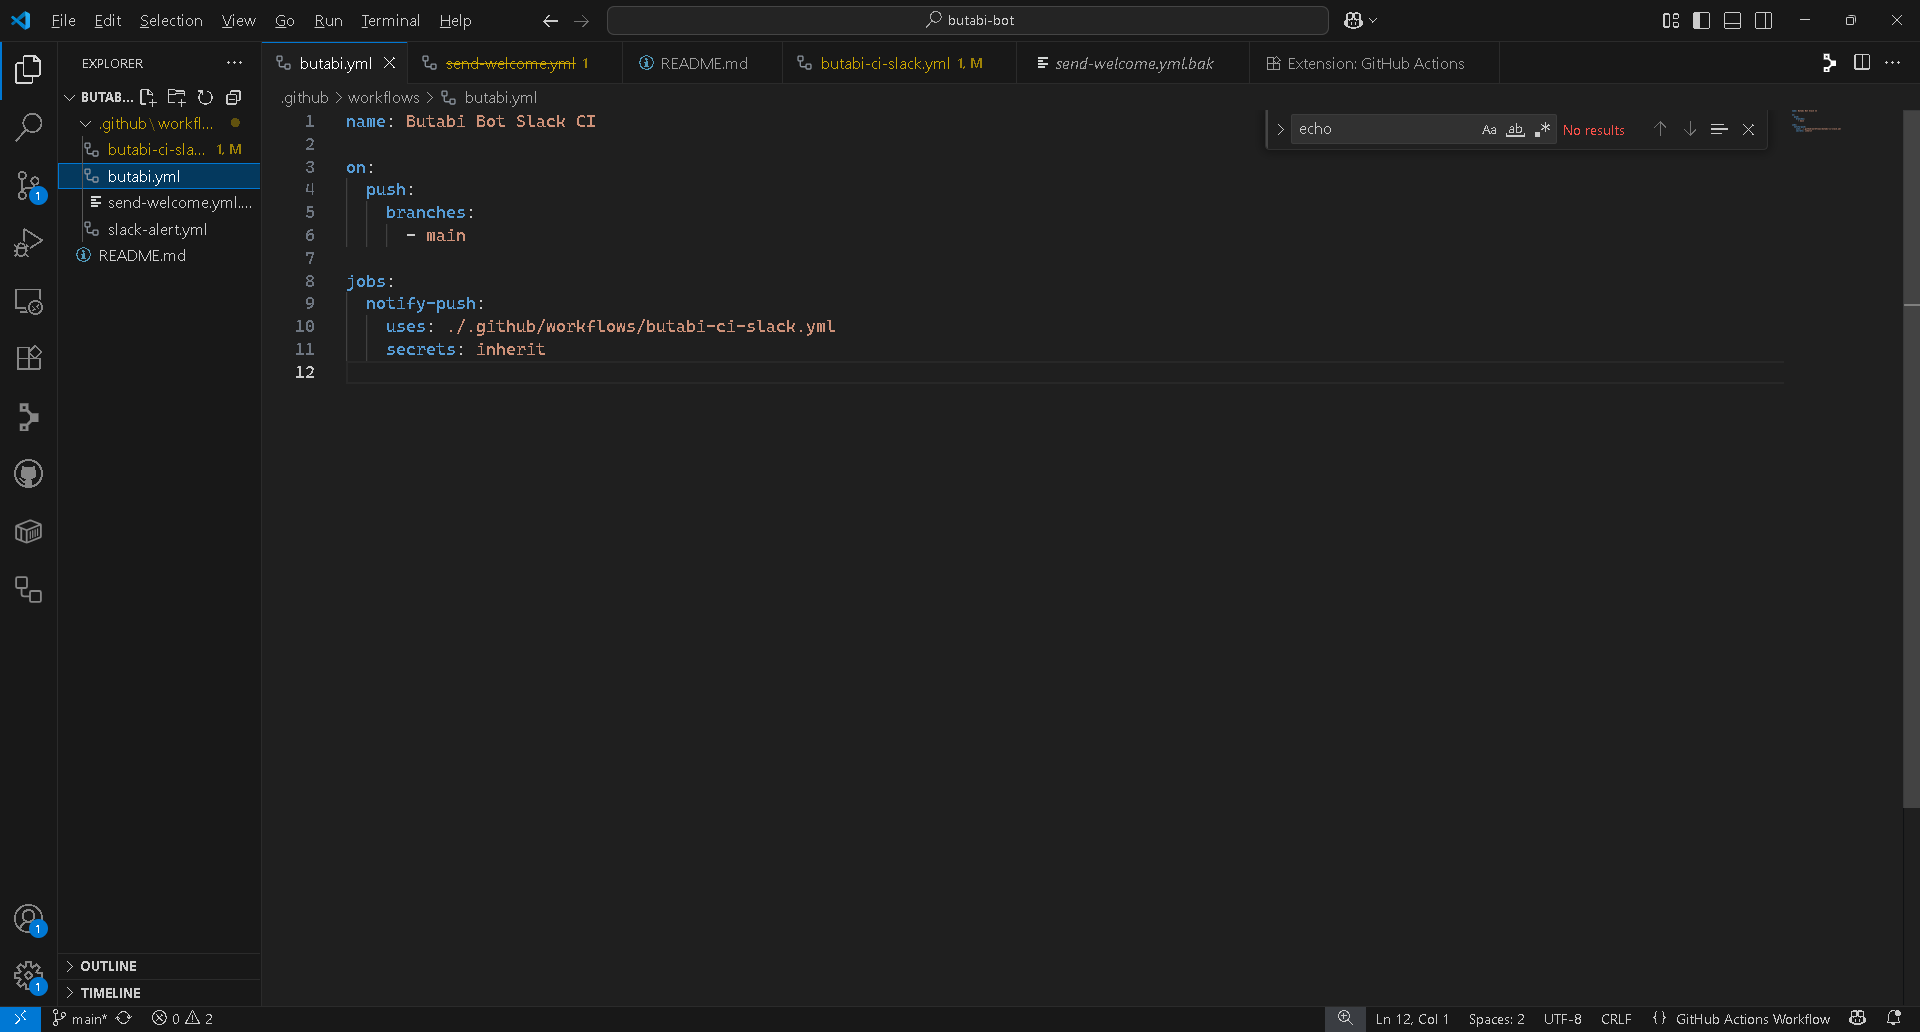 File Edit Selection View Go Run Terminal Help
butabi-bot
EXPLORER
BUTAB...
.github \ workfl...
butabi-ci-sla... 1, M
butabi.yml
send-welcome.yml....
slack-alert.yml
README.md
butabi.yml
send-welcome.yml 1
README.md
butabi-ci-slack.yml 1, M
send-welcome.yml.bak
Extension: GitHub Actions
.github > workflows > butabi.yml
echo
Aa ab .* No results
1 name: Butabi Bot Slack CI
2
3 on:
4 push:
5 branches:
6 - main
7
8 jobs:
9 notify-push:
10 uses: ./.github/workflows/butabi-ci-slack.yml
11 secrets: inherit
12
1
1
1
OUTLINE
TIMELINE
main* 0 2
Ln 12, Col 1 Spaces: 2 UTF-8 CRLF {} GitHub Actions Workflow